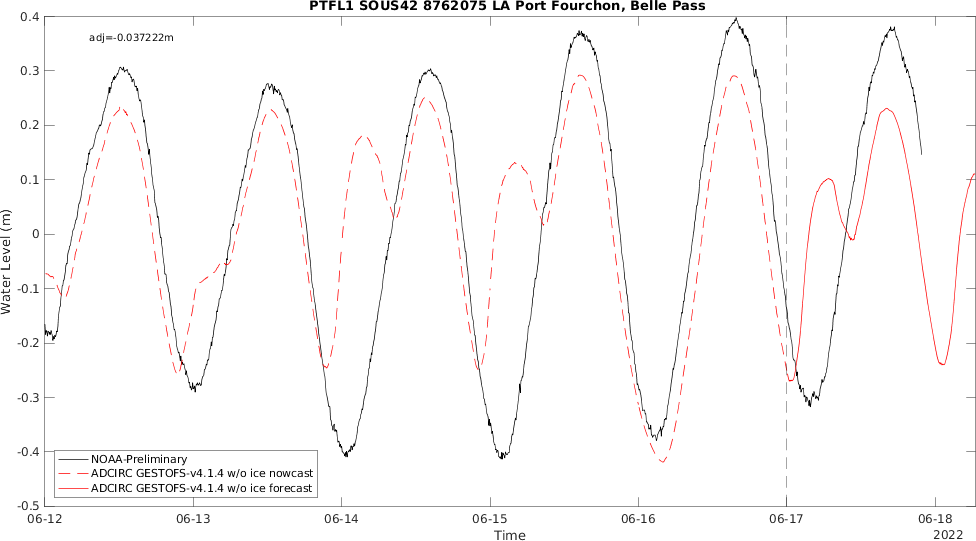 PTFL1 SOUS42 8762075 LA Port Fourchon, Belle Pass
adj=-0.037222m
0.4
0.3
0.2
0.1
0
-0.1
-0.2
-0.3
-0.4
-0.5
Water Level (m)
NOAA-Preliminary
ADCIRC GESTOFS-v4.1.4 w/o ice nowcast
ADCIRC GESTOFS-v4.1.4 w/o ice forecast
06-12 06-13 06-14 06-15 06-16 06-17 06-18
Time
2022